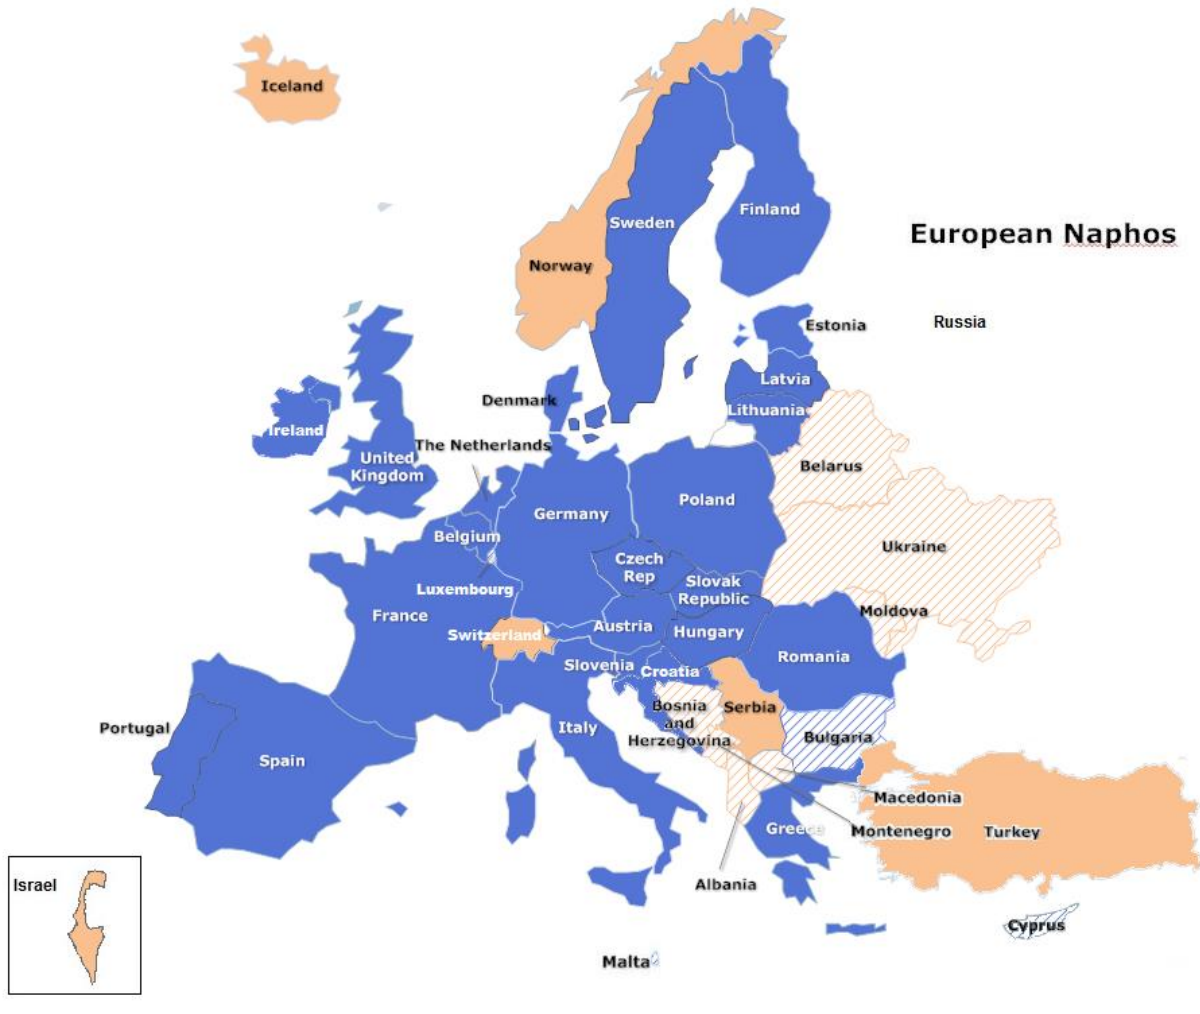 Iceland
Sweden
Finland
European Naphos
Norway
Russia
Estonia
Latvia
Denmark
Lithuania
Ireland
The Netherlands
United
Kingdom
Belarus
Poland
Germany
Belgium
Ukraine
Czech
Rep
Slovak
Republic
Luxembourg
France
Moldova
Austria
Switzerland
Hungary
Romania
Slovenia
Croatia
Bosnia
and
Herzegovina
Serbia
Portugal
Italy
Bulgaria
Spain
Macedonia
Greece
Montenegro
Turkey
Albania
Israel
Cyprus
Malta